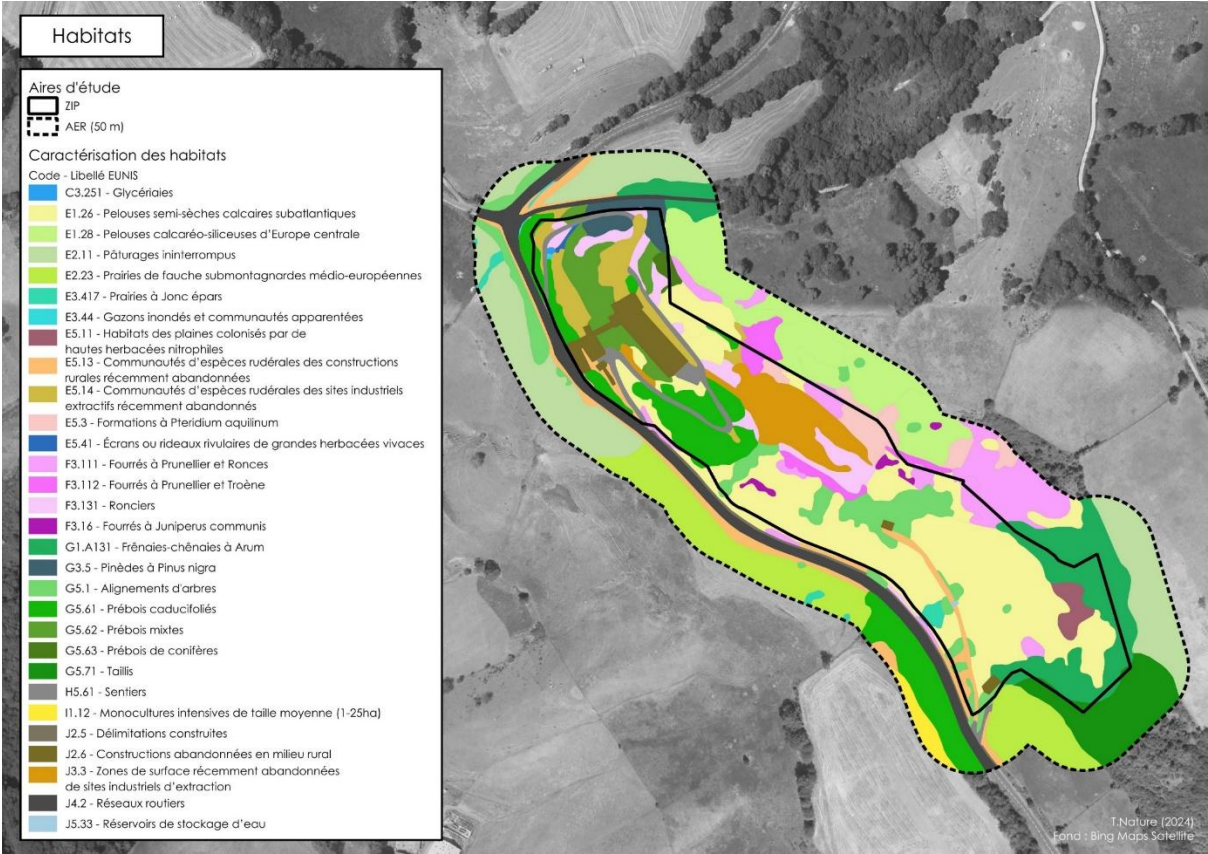 Habitats
Aires d'étude
ZIP
AER (50 m)
Caractérisation des habitats
Code - Libellé EUNIS
C3.251 - Glycériaies
E1.26 - Pelouses semi-sèches calcaires subatlantiques
E1.28 - Pelouses calcaréo-siliceuses d'Europe centrale
E2.11 - Pâturages ininterrompus
E2.23 - Prairies de fauche submontagnardes médio-européennes
E3.417 - Prairies à Jonc épars
E3.44 - Gazons inondés et communautés apparentées
E5.11 - Habitats des plaines colonisés par de
hautes herbacées nitrophiles
E5.13 - Communautés d'espèces rudérales des constructions
rurales récemment abandonnées
E5.14 - Communautés d'espèces rudérales des sites industriels
extractifs récemment abandonnés
E5.3 - Formations à Pteridium aquilinum
E5.41 - Écrans ou rideaux rivulaires de grandes herbacées vivaces
F3.111 - Fourrés à Prunellier et Ronces
F3.112 - Fourrés à Prunellier et Troène
F3.131 - Ronciers
F3.16 - Fourrés à Juniperus communis
G1.A131 - Frênaies-chênaies à Arum
G3.5 - Pinèdes à Pinus nigra
G5.1 - Alignements d'arbres
G5.61 - Prébois caducifoliés
G5.62 - Prébois mixtes
G5.63 - Prébois de conifères
G5.71 - Taillis
H5.61 - Sentiers
I1.12 - Monocultures intensives de taille moyenne (1-25ha)
J2.5 - Délimitations construites
J2.6 - Constructions abandonnées en milieu rural
J3.3 - Zones de surface récemment abandonnées
de sites industriels d'extraction
J4.2 - Réseaux routiers
J5.33 - Réservoirs de stockage d'eau
T.Nature (2024)
Fond : Bing Maps Satellite